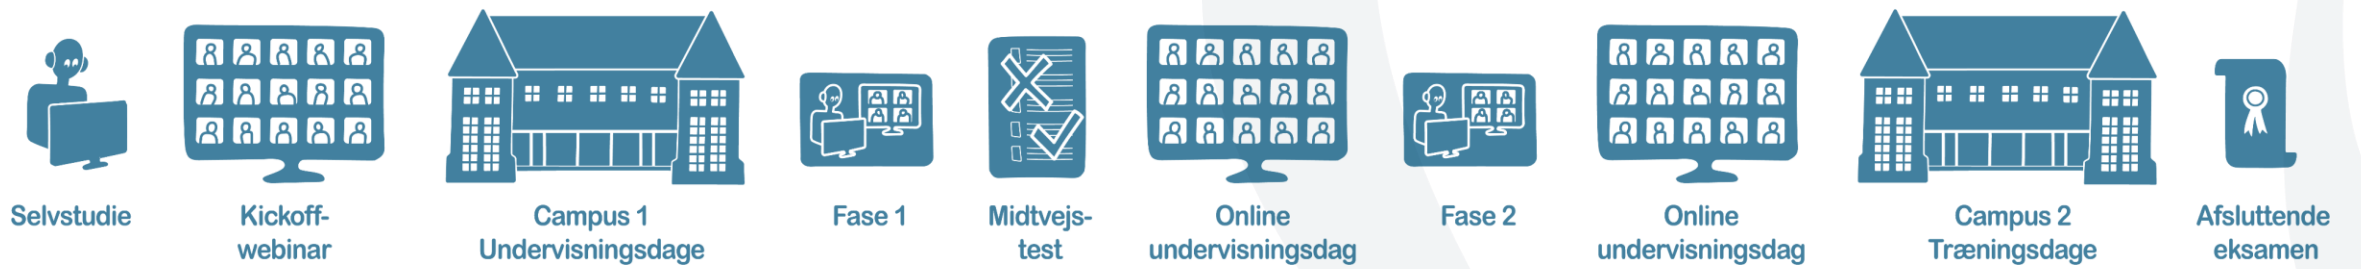 Selvstudie
Kickoff-
webinar
Campus 1
Undervisningsdage
Fase 1
Midtvejs-
test
Online
undervisningsdag
Fase 2
Online
undervisningsdag
Campus 2
Træningsdage
Afsluttende
eksamen